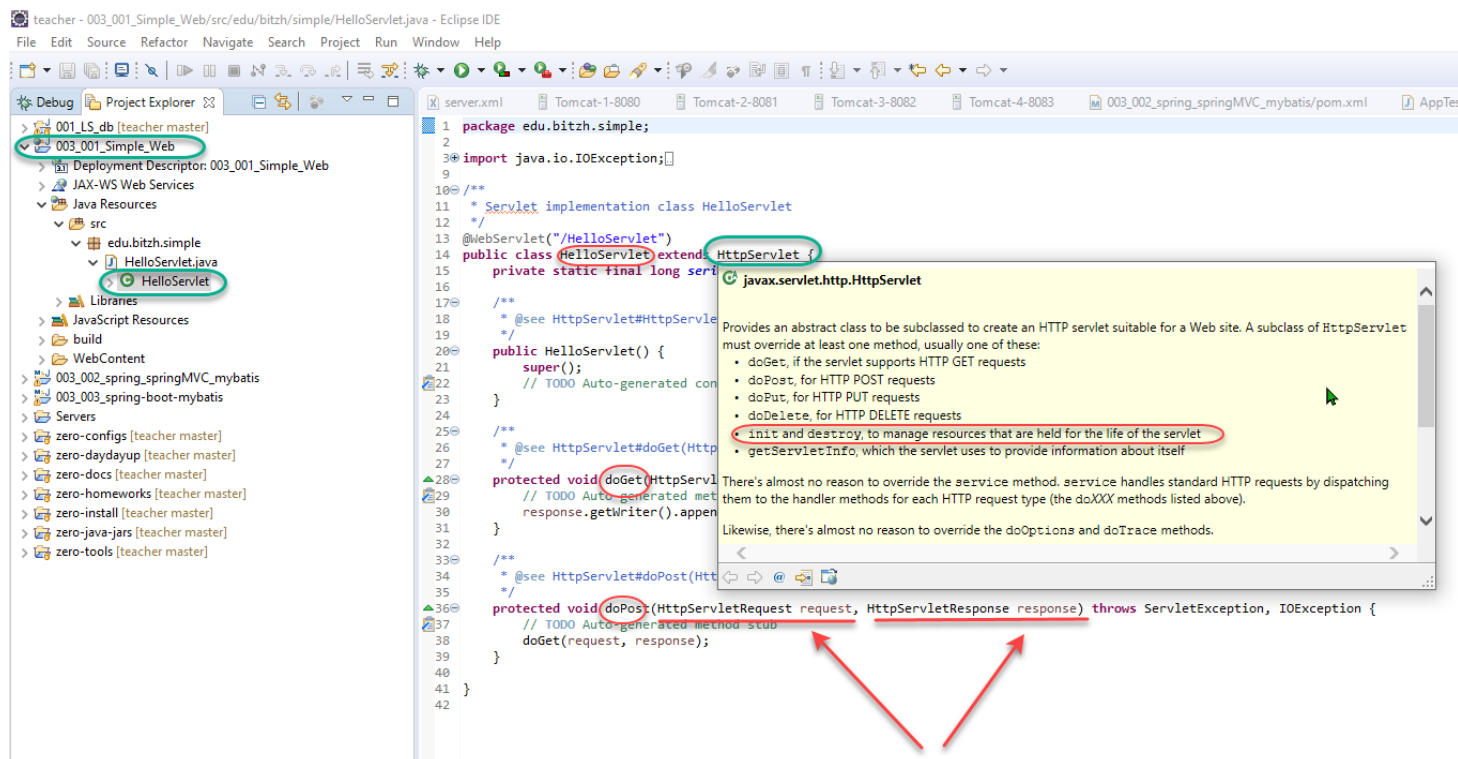 teacher - 003_001_Simple_Web/src/edu/bitzh/simple/HelloServlet.java - Eclipse IDE
File Edit Source Refactor Navigate Search Project Run Window Help
Debug Project Explorer
001_LS_db [teacher master]
003_001_Simple_Web
Deployment Descriptor: 003_001_Simple_Web
JAX-WS Web Services
Java Resources
src
edu.bitzh.simple
HelloServlet.java
HelloServlet
Libraries
JavaScript Resources
build
WebContent
003_002_spring_springMVC_mybatis
003_003_spring-boot-mybatis
Servers
zero-configs [teacher master]
zero-daydayup [teacher master]
zero-docs [teacher master]
zero-homeworks [teacher master]
zero-install [teacher master]
zero-java-jars [teacher master]
zero-tools [teacher master]
server.xml Tomcat-1-8080 Tomcat-2-8081 Tomcat-3-8082 Tomcat-4-8083 003_002_spring_springMVC_mybatis/pom.xml AppTes
1 package edu.bitzh.simple;
2
3 import java.io.IOException;
9
10 /**
11 * Servlet implementation class HelloServlet
12 */
13 @WebServlet("/HelloServlet")
14 public class HelloServlet extends HttpServlet {
15 private static final long seri
16
17 /**
18 * @see HttpServlet#HttpServle
19 */
20 public HelloServlet() {
21 super();
22 // TODO Auto-generated con
23 }
24
25 /**
26 * @see HttpServlet#doGet(Http
27 */
28 protected void doGet(HttpServl
29 // TODO Auto-generated met
30 response.getWriter().appen
31 }
32
33 /**
34 * @see HttpServlet#doPost(Htt
35 */
36 protected void doPost(HttpServletRequest request, HttpServletResponse response) throws ServletException, IOException {
37 // TODO Auto-generated method stub
38 doGet(request, response);
39 }
40
41 }
42
javax.servlet.http.HttpServlet
Provides an abstract class to be subclassed to create an HTTP servlet suitable for a Web site. A subclass of HttpServlet
must override at least one method, usually one of these:
• doGet, if the servlet supports HTTP GET requests
• doPost, for HTTP POST requests
• doPut, for HTTP PUT requests
• doDelete, for HTTP DELETE requests
• init and destroy, to manage resources that are held for the life of the servlet
• getServletInfo, which the servlet uses to provide information about itself
There's almost no reason to override the service method. service handles standard HTTP requests by dispatching
them to the handler methods for each HTTP request type (the doXXX methods listed above).
Likewise, there's almost no reason to override the doOptions and doTrace methods.